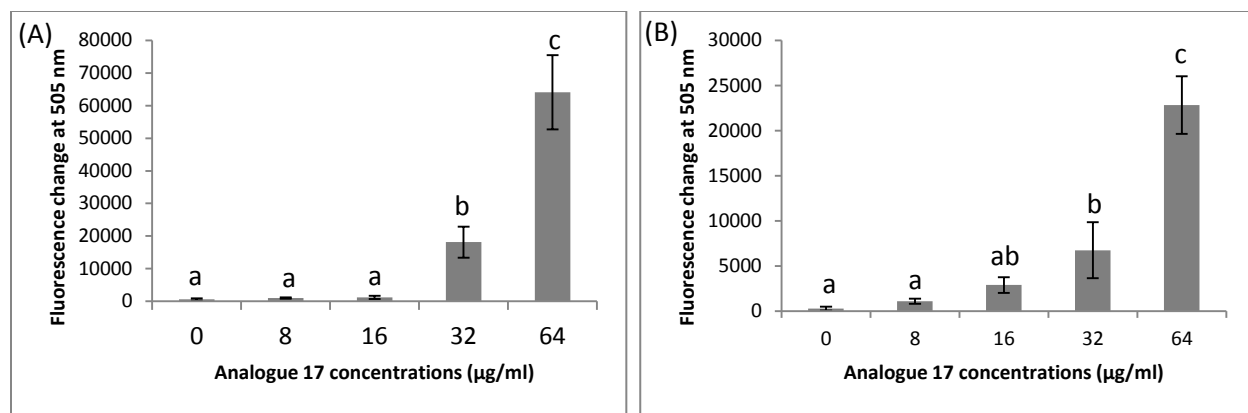 (A)
Fluorescence change at 505 nm
80000
70000
60000
50000
40000
30000
20000
10000
0
a
a
a
b
c
0 8 16 32 64
Analogue 17 concentrations (µg/ml)
(B)
Fluorescence change at 505 nm
30000
25000
20000
15000
10000
5000
0
a
a
ab
b
c
0 8 16 32 64
Analogue 17 concentrations (µg/ml)